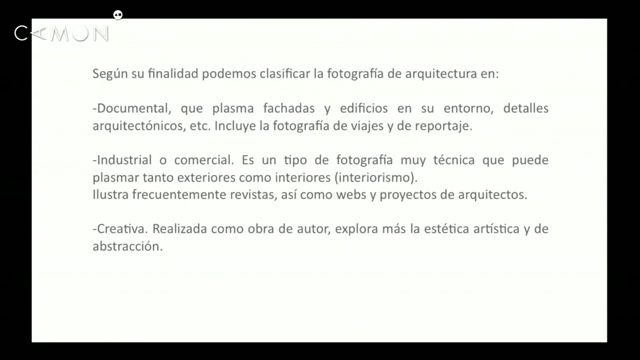 CAMON
Según su finalidad podemos clasificar la fotografía de arquitectura en:
-Documental, que plasma fachadas y edificios en su entorno, detalles
arquitectónicos, etc. Incluye la fotografía de viajes y de reportaje.
-Industrial o comercial. Es un tipo de fotografía muy técnica que puede
plasmar tanto exteriores como interiores (interiorismo).
Ilustra frecuentemente revistas, así como webs y proyectos de arquitectos.
-Creativa. Realizada como obra de autor, explora más la estética artística y de
abstracción.